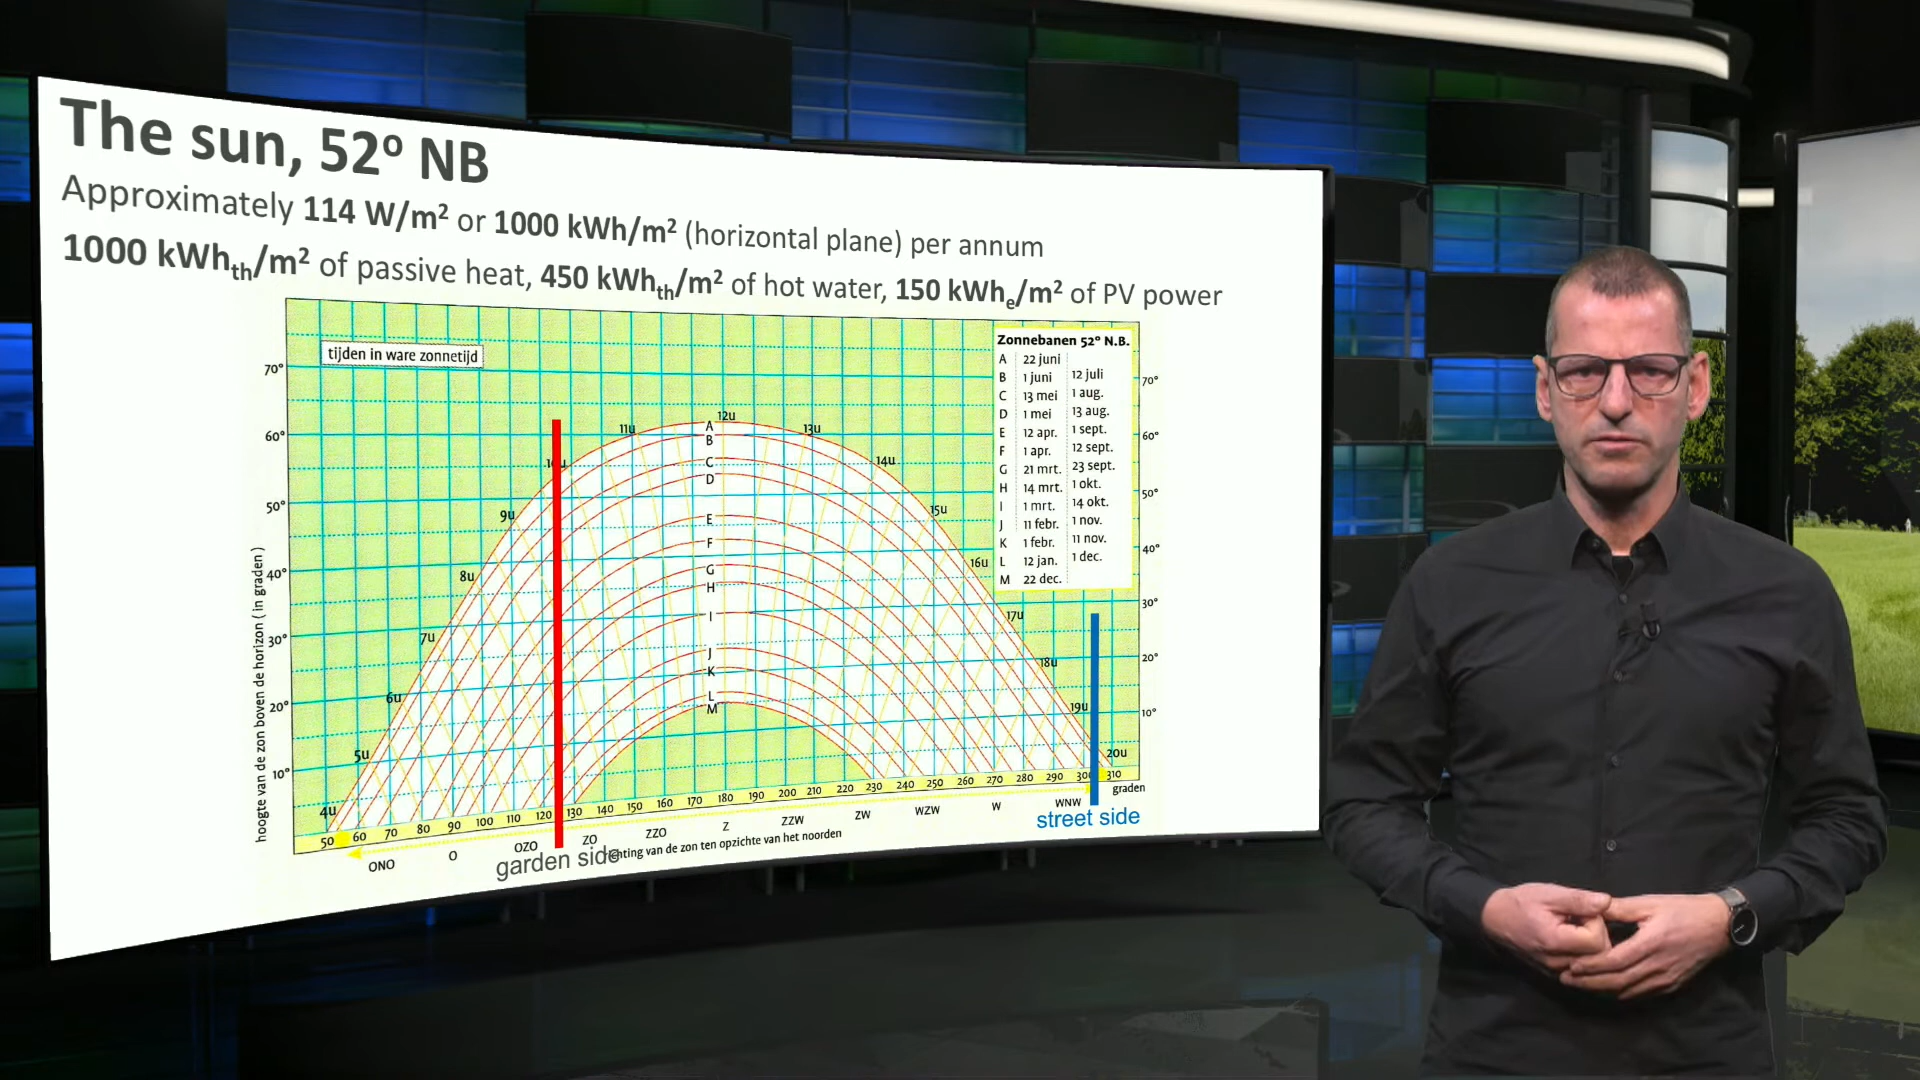 The sun, 52º NB
Approximately 114 W/m² or 1000 kWh/m² (horizontal plane) per annum
1000 kWhth/m² of passive heat, 450 kWhth/m² of hot water, 150 kWhe/m² of PV power
tijden in ware zonnetijd
Zonnebanen 52° N.B.
A 22 juni
B 1 juni 12 juli
C 13 mei 1 aug.
D 1 mei 13 aug.
E 12 apr. 1 sept.
F 1 apr. 12 sept.
G 21 mrt. 23 sept.
H 14 mrt. 1 okt.
I 1 mrt. 14 okt.
J 11 febr. 1 nov.
K 1 febr. 11 nov.
L 12 jan. 1 dec.
M 22 dec.
70°
60°
50°
40°
30°
20°
10°
70°
60°
50°
40°
30°
20°
10°
hoogte van de zon boven de horizon (in graden)
4u
5u
6u
7u
8u
9u
11u
12u
13u
14u
15u
16u
17u
18u
19u
20u
A
B
C
D
E
F
G
H
I
J
K
L
M
50 60 70 80 90 100 110 120 130 140 150 160 170 180 190 200 210 220 230 240 250 260 270 280 290 300 310
graden
ONO O OZO ZO ZZO Z ZZW ZW WZW W WNW
van de zon ten opzichte van het noorden
garden side
street side